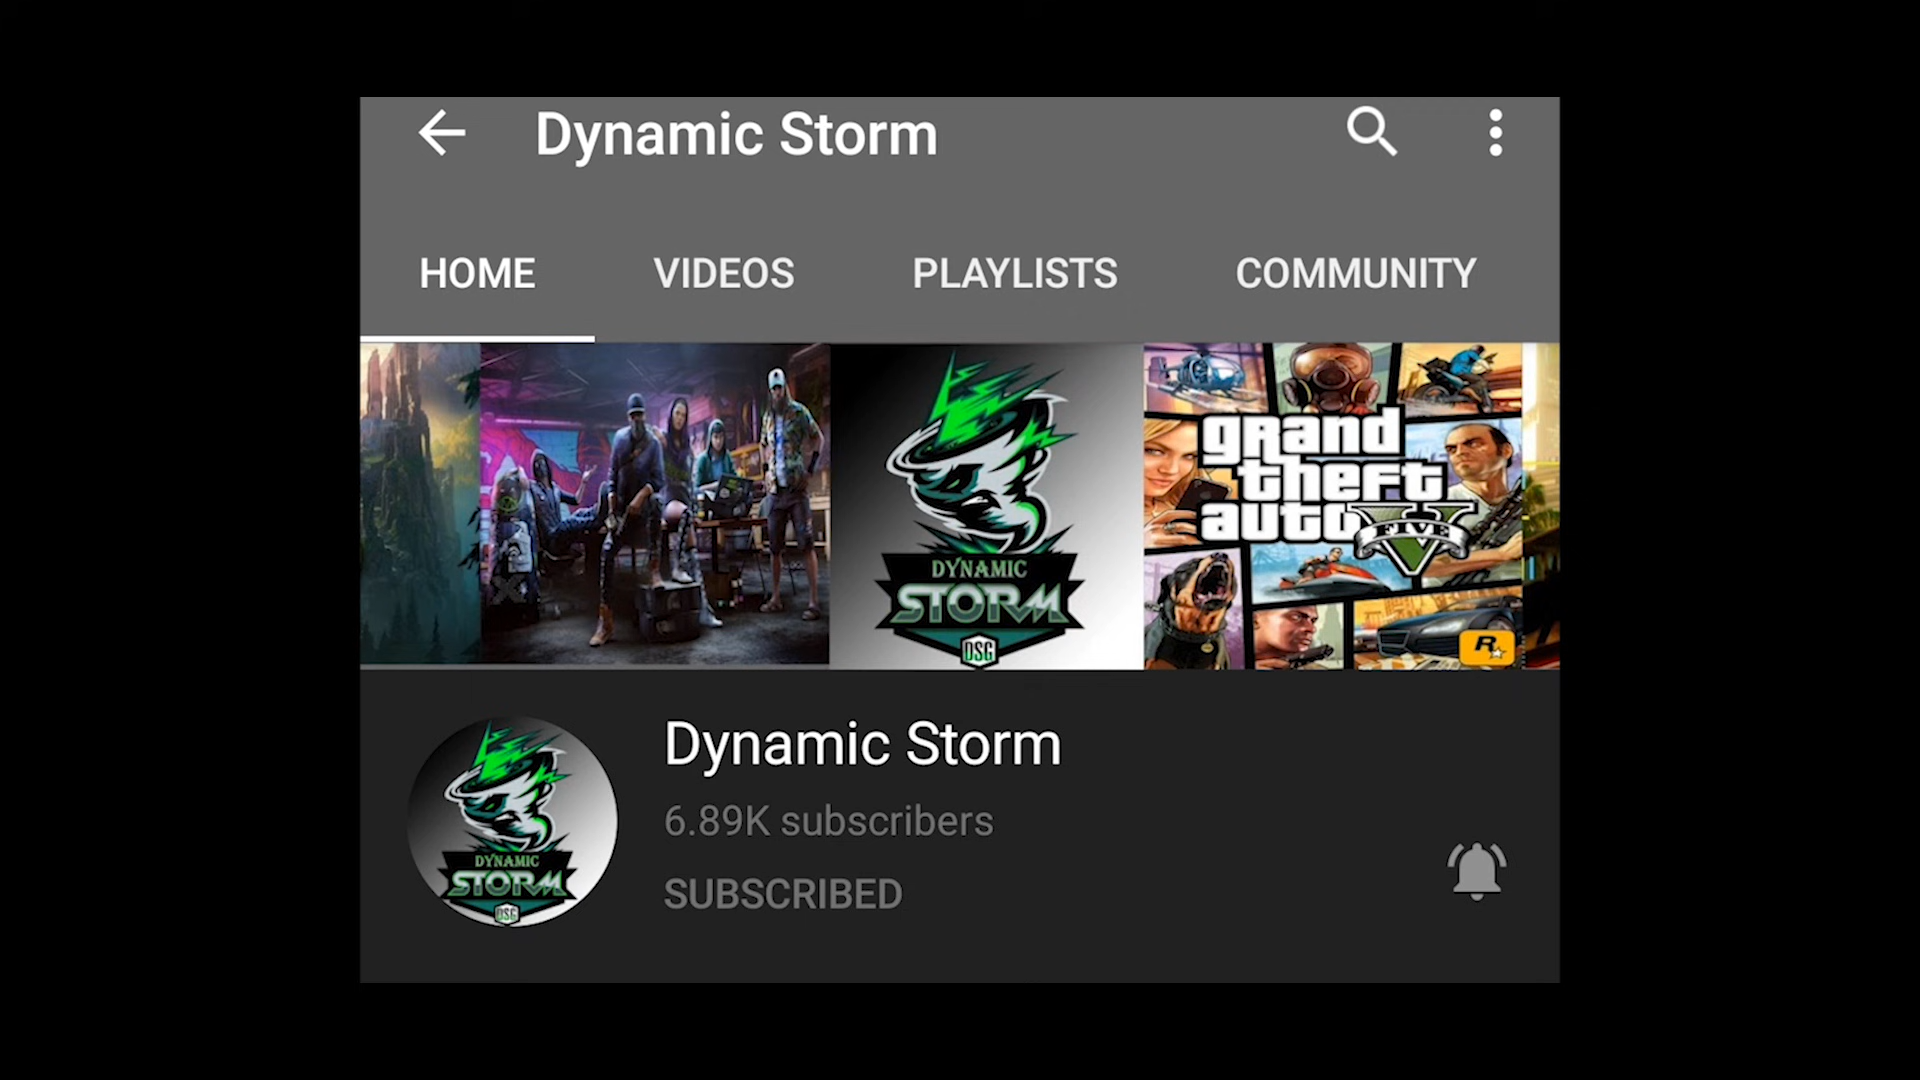 Dynamic Storm
HOME VIDEOS PLAYLISTS COMMUNITY
DYNAMIC
STORM
DSG
grand
theft
auto
FIVE
R
Dynamic Storm
6.89K subscribers
SUBSCRIBED
DYNAMIC
STORM
DSG